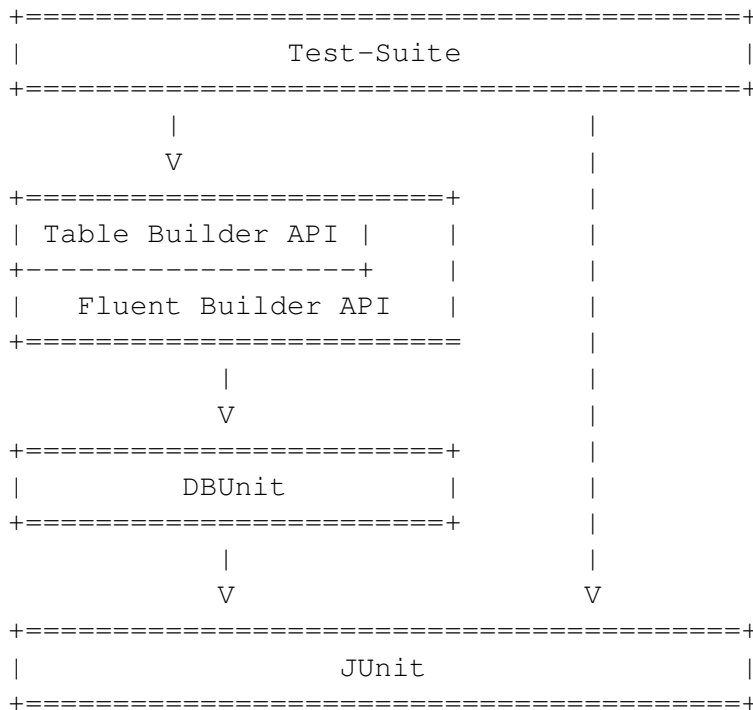 +=========================================+
|               Test-Suite                |
+=========================================+
         |                       |
         V                       |
+========================+       |
| Table Builder API |    |       |
+-------------------+    |       |
|   Fluent Builder API   |       |
+=========================       |
            |                    |
            V                    |
+========================+       |
|         DBUnit         |       |
+========================+       |
            |                    |
            V                    V
+=========================================+
|                  JUnit                  |
+=========================================+